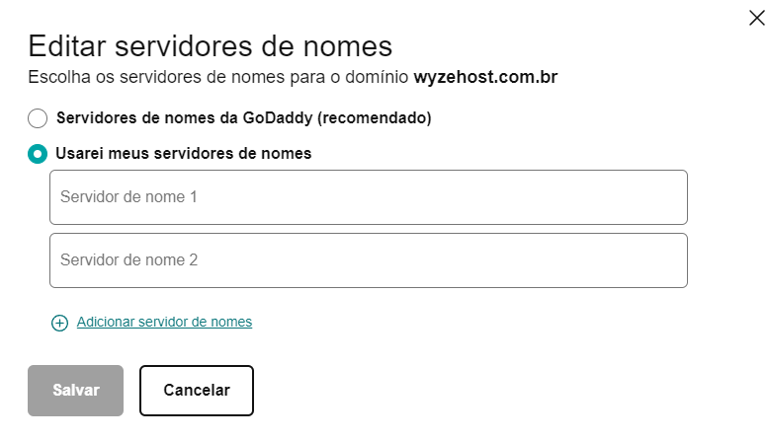 Editar servidores de nomes
Escolha os servidores de nomes para o domínio wyzehost.com.br
Servidores de nomes da GoDaddy (recomendado)
Usarei meus servidores de nomes
Servidor de nome 1
Servidor de nome 2
Adicionar servidor de nomes
Salvar
Cancelar